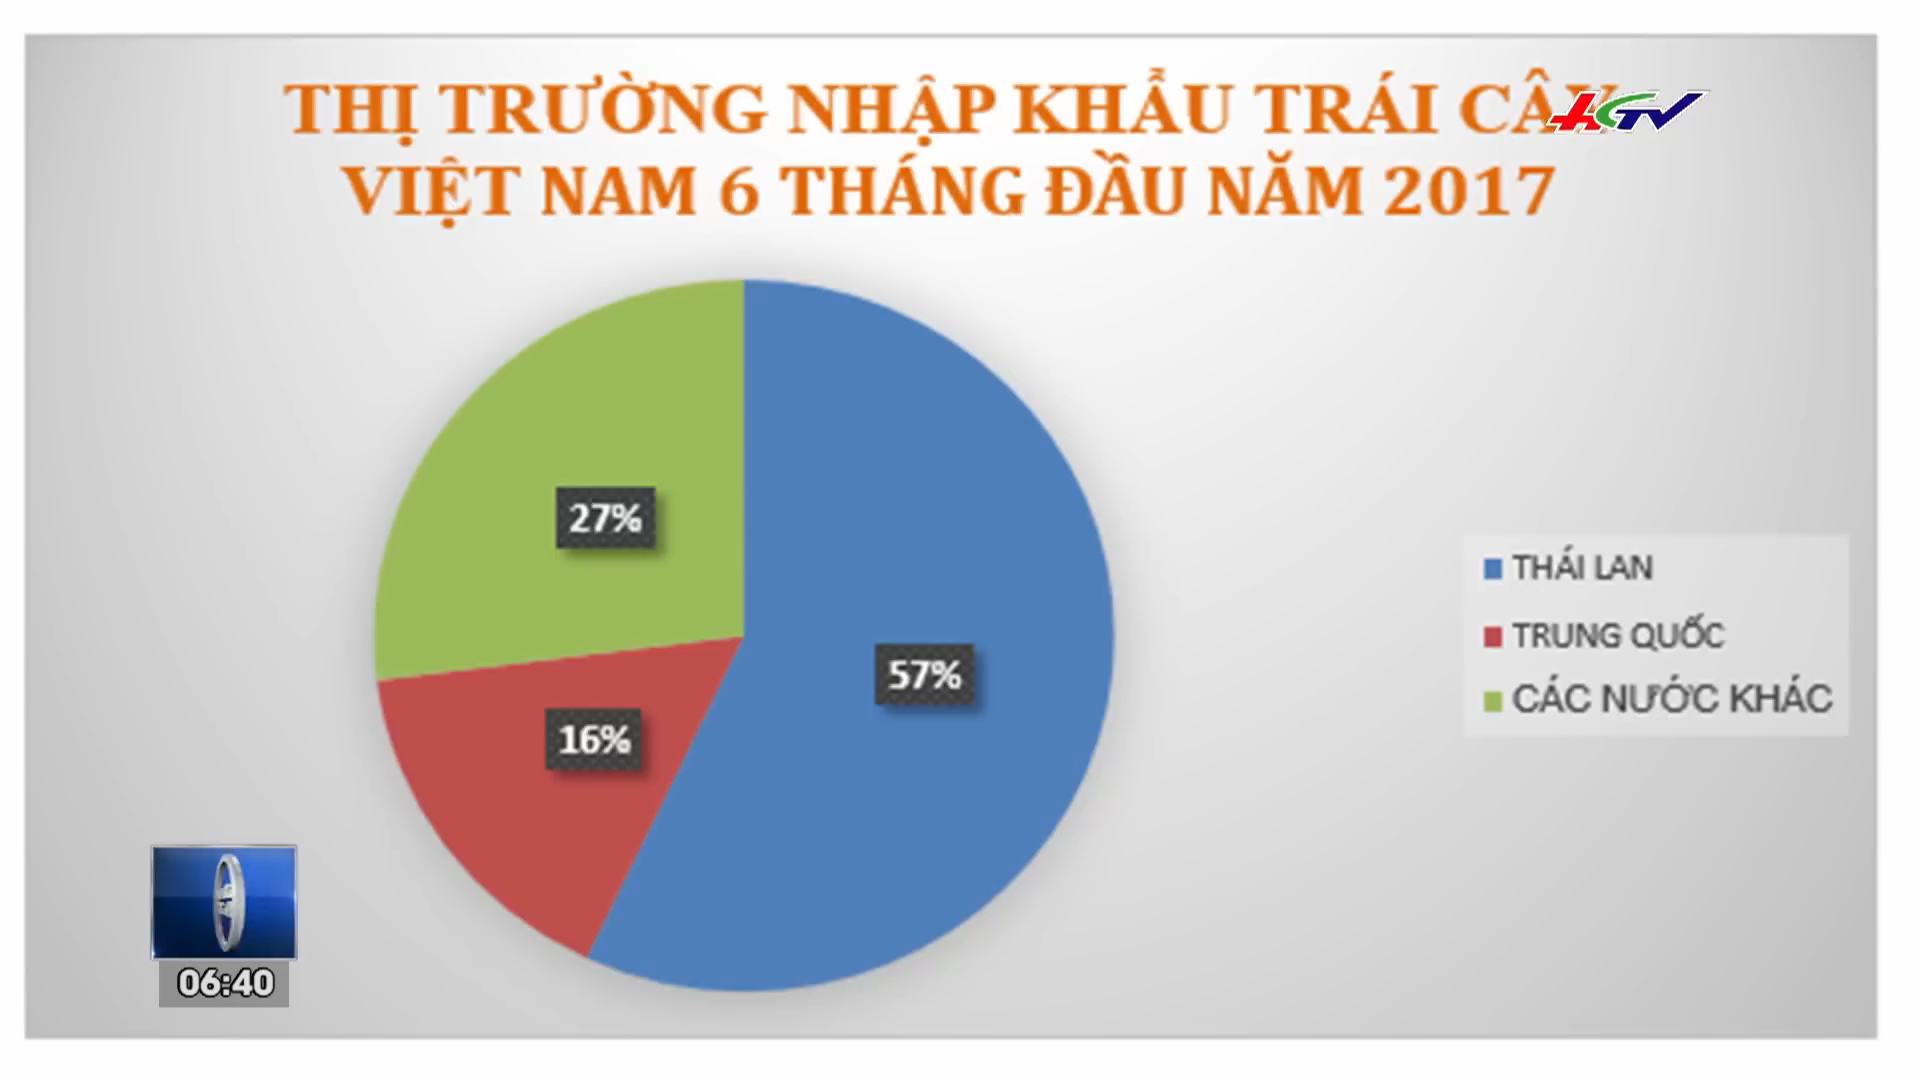 THỊ TRƯỜNG NHẬP KHẨU TRÁI CÂY
HGTV
VIỆT NAM 6 THÁNG ĐẦU NĂM 2017
27%
57%
16%
THÁI LAN
TRUNG QUỐC
CÁC NƯỚC KHÁC
06:40